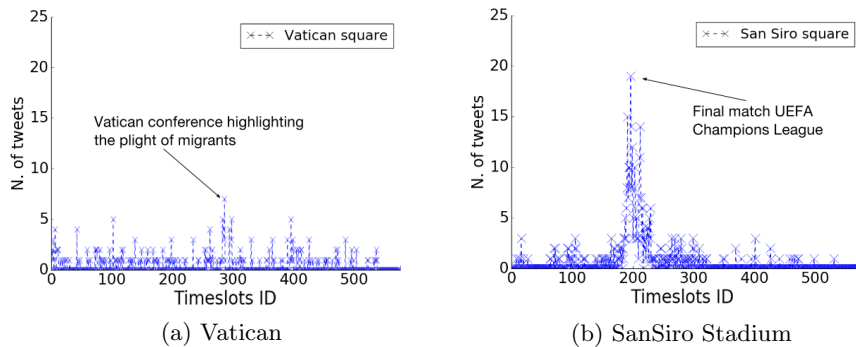 25
20
15
10
5
0
N. of tweets
Vatican square
Vatican conference highlighting
the plight of migrants
0 100 200 300 400 500
Timeslots ID
(a) Vatican
25
20
15
10
5
0
N. of tweets
San Siro square
Final match UEFA
Champions League
0 100 200 300 400 500
Timeslots ID
(b) SanSiro Stadium